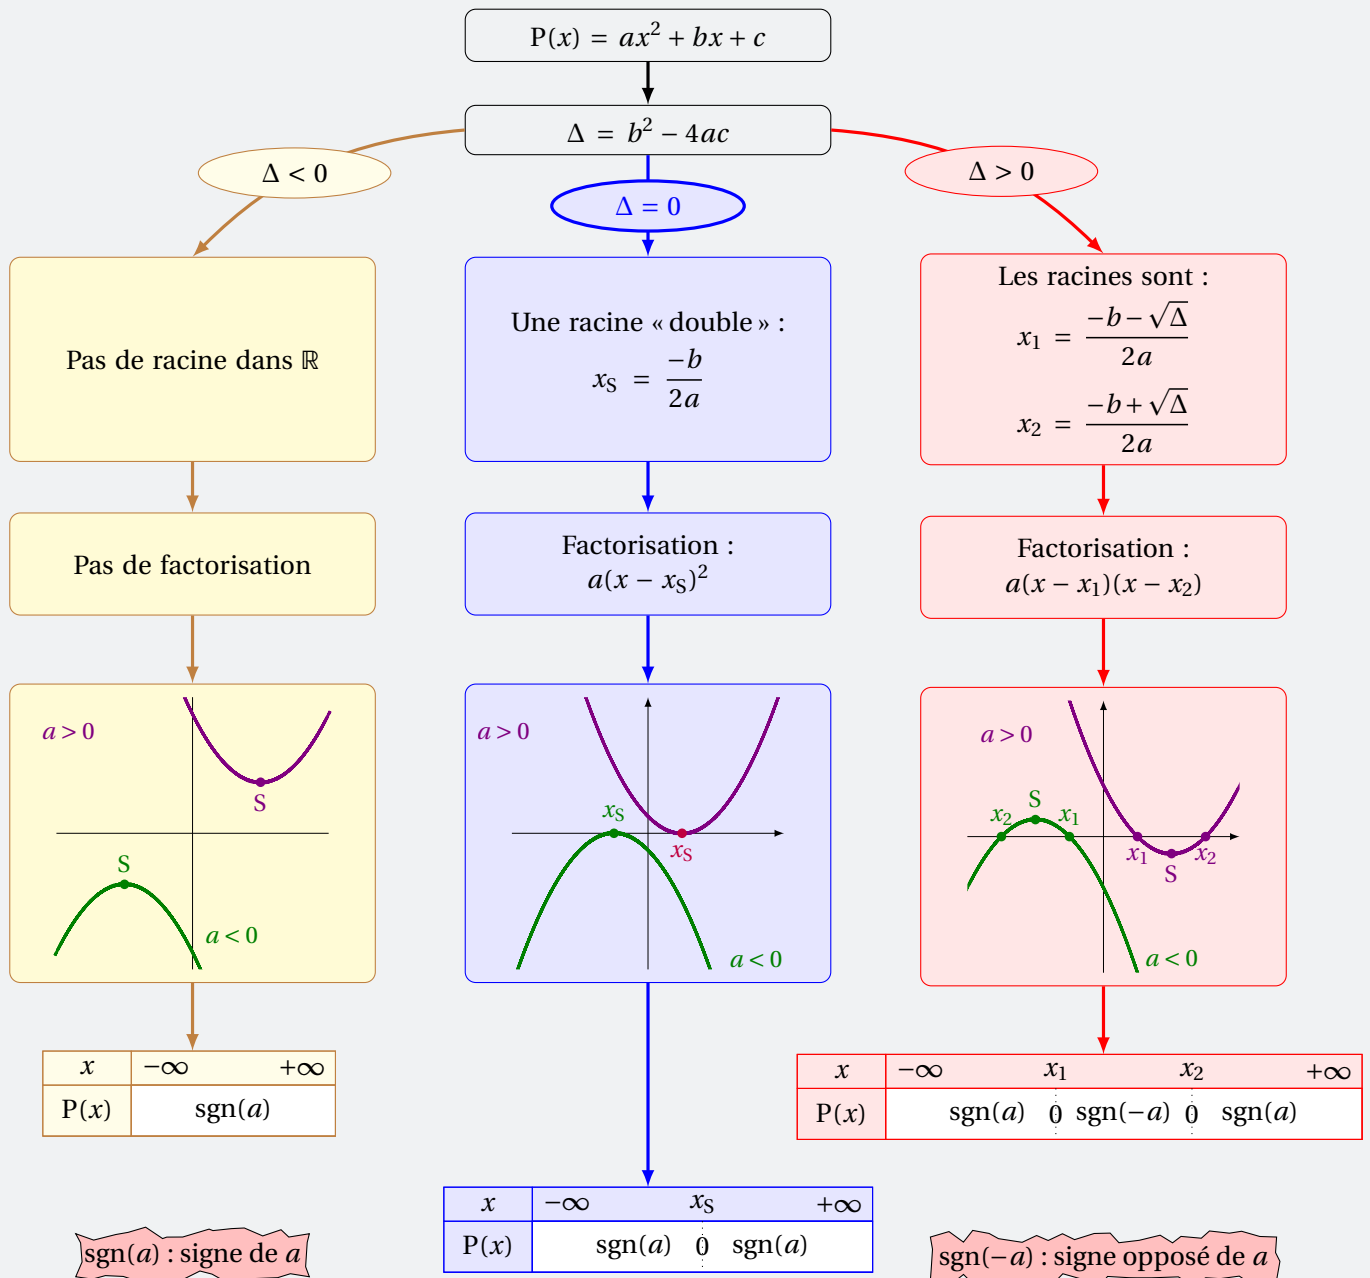 P(x) = ax² + bx + c
Δ = b² − 4ac
Δ < 0
Δ = 0
Δ > 0
Pas de racine dans ℝ
Une racine « double » :
x_S = −b / 2a
Les racines sont :
x₁ = (−b − √Δ) / 2a
x₂ = (−b + √Δ) / 2a
Pas de factorisation
Factorisation :
a(x − x_S)²
Factorisation :
a(x − x₁)(x − x₂)
a > 0
S
S
a < 0
a > 0
x_S
x_S
a < 0
a > 0
S
x₂ x₁
x₁ x₂
S
a < 0
x −∞ +∞
P(x) sgn(a)
x −∞ x₁ x₂ +∞
P(x) sgn(a) 0 sgn(−a) 0 sgn(a)
x −∞ x_S +∞
P(x) sgn(a) 0 sgn(a)
sgn(a) : signe de a
sgn(−a) : signe opposé de a